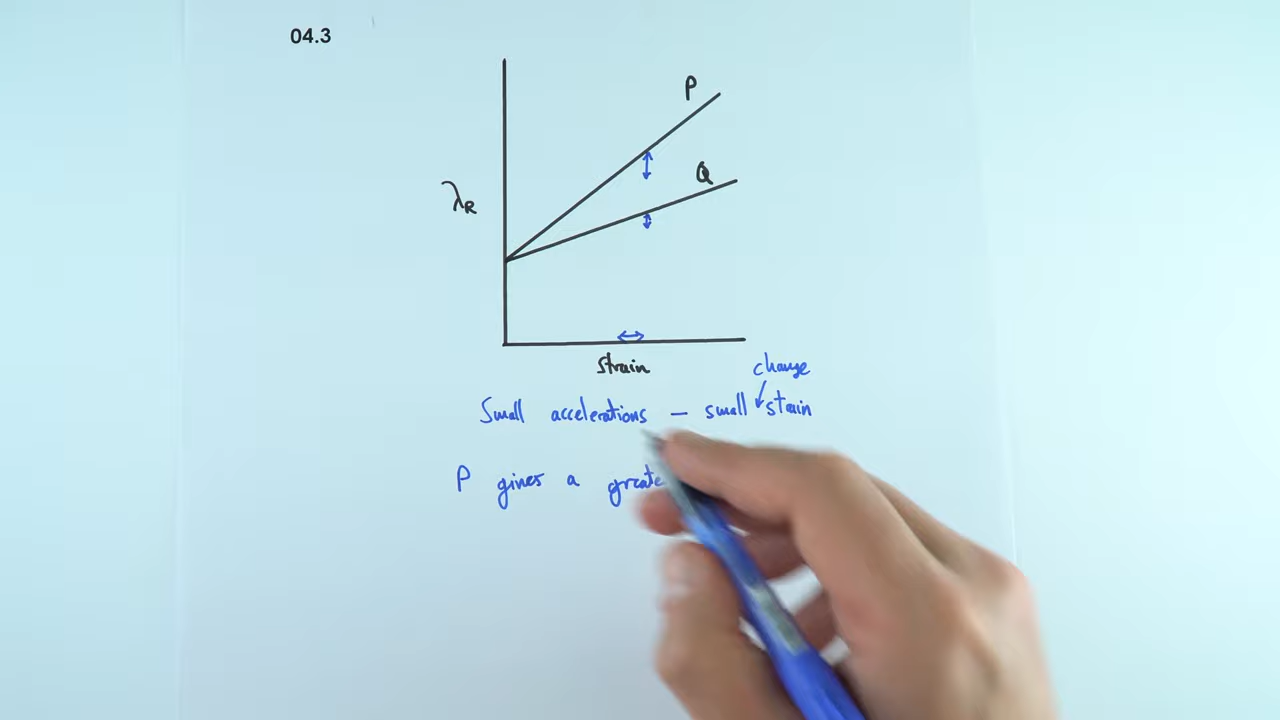 04.3
P
Q
λR
Strain
change
Small accelerations – small strain
P gives a greate